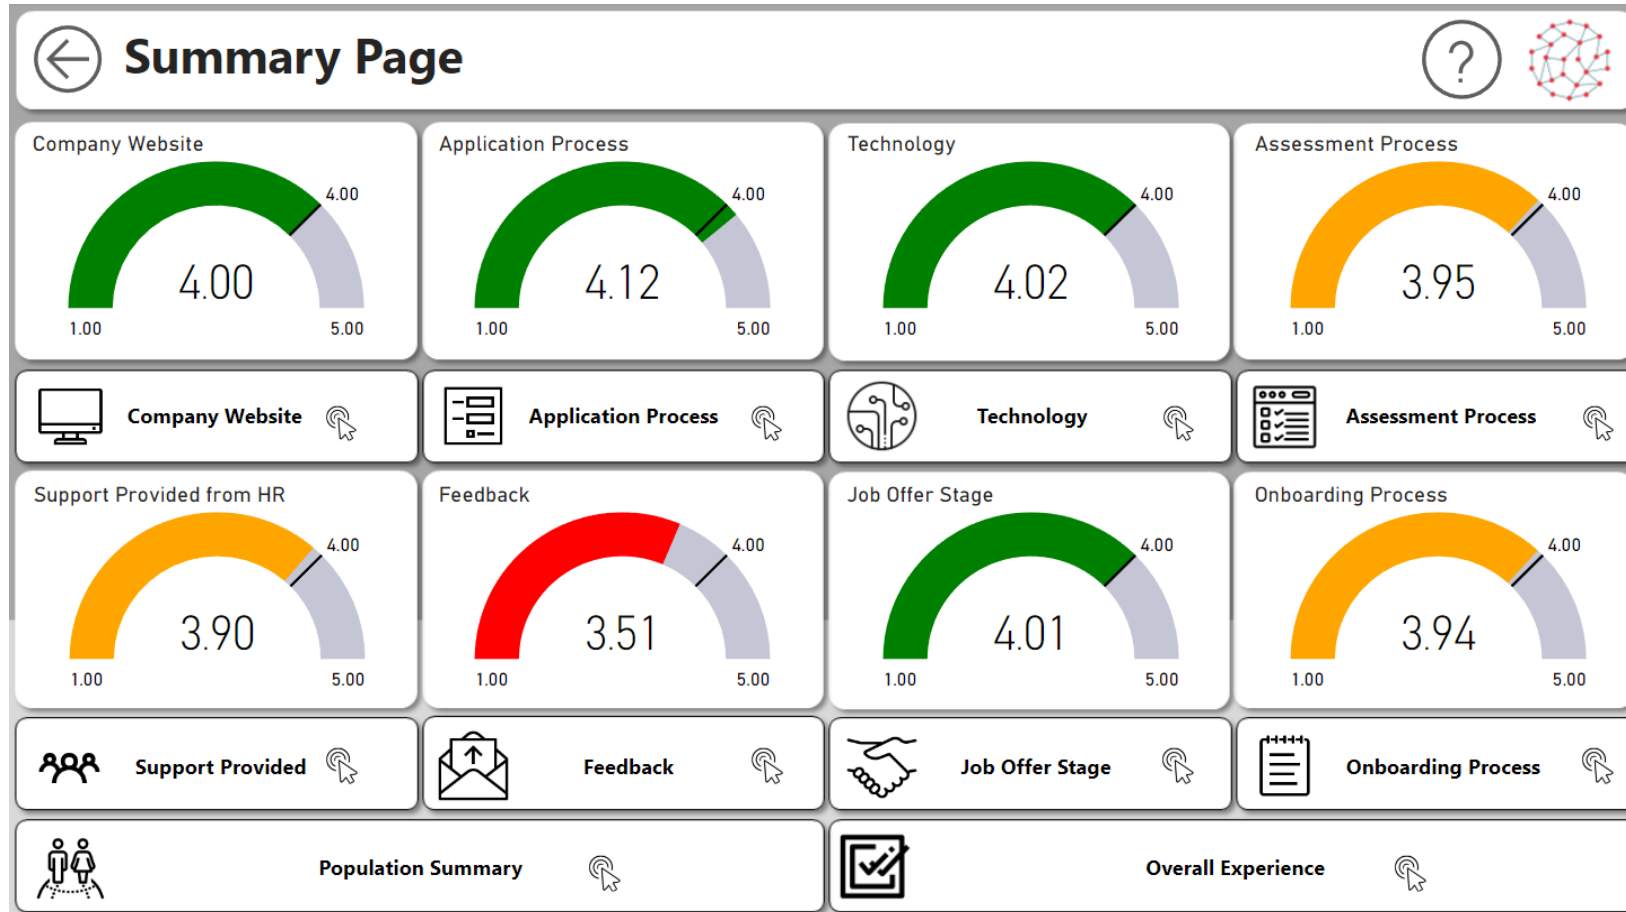 Summary Page
?
Company Website
4.00
4.00
1.00
5.00
Application Process
4.00
4.12
1.00
5.00
Technology
4.00
4.02
1.00
5.00
Assessment Process
4.00
3.95
1.00
5.00
Company Website
Application Process
Technology
Assessment Process
Support Provided from HR
4.00
3.90
1.00
5.00
Feedback
4.00
3.51
1.00
5.00
Job Offer Stage
4.00
4.01
1.00
5.00
Onboarding Process
4.00
3.94
1.00
5.00
Support Provided
Feedback
Job Offer Stage
Onboarding Process
Population Summary
Overall Experience